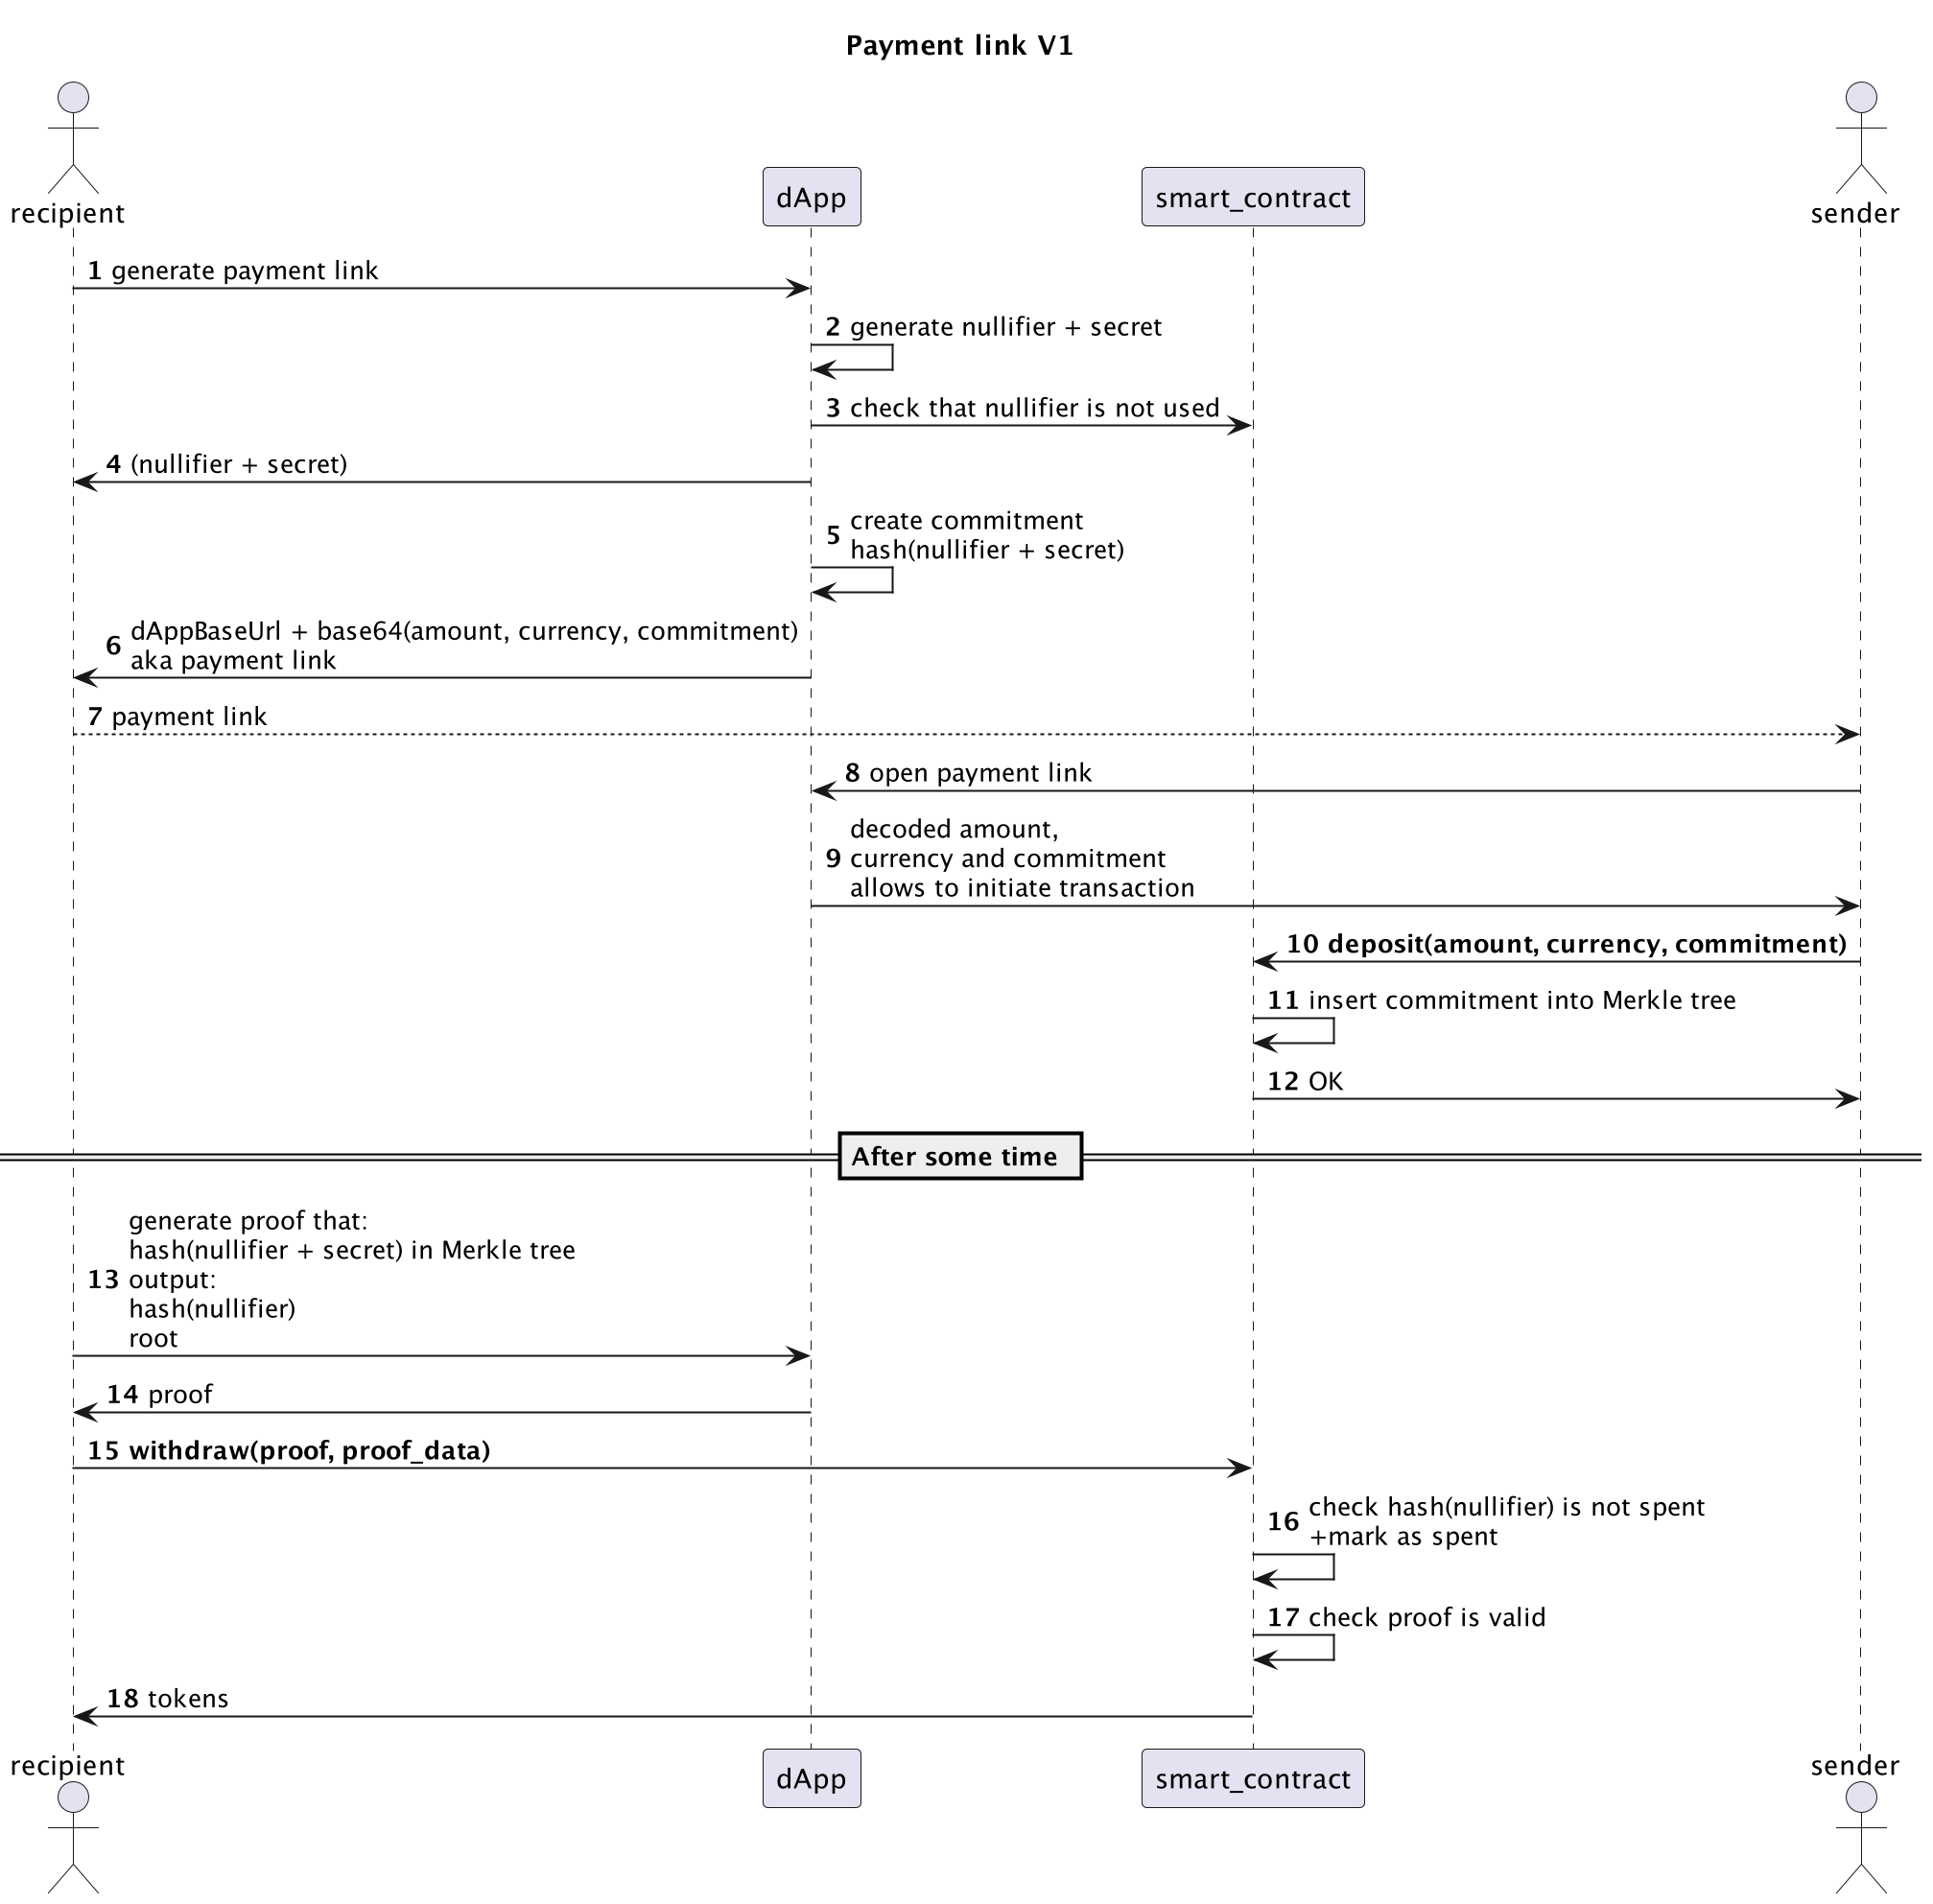 Payment link V1
recipient
dApp
smart_contract
sender
1 generate payment link
2 generate nullifier + secret
3 check that nullifier is not used
4 (nullifier + secret)
5 create commitment
hash(nullifier + secret)
6 dAppBaseUrl + base64(amount, currency, commitment)
aka payment link
7 payment link
8 open payment link
decoded amount,
9 currency and commitment
allows to initiate transaction
10 deposit(amount, currency, commitment)
11 insert commitment into Merkle tree
12 OK
After some time
generate proof that:
hash(nullifier + secret) in Merkle tree
13 output:
hash(nullifier)
root
14 proof
15 withdraw(proof, proof_data)
16 check hash(nullifier) is not spent
+mark as spent
17 check proof is valid
18 tokens
recipient
dApp
smart_contract
sender